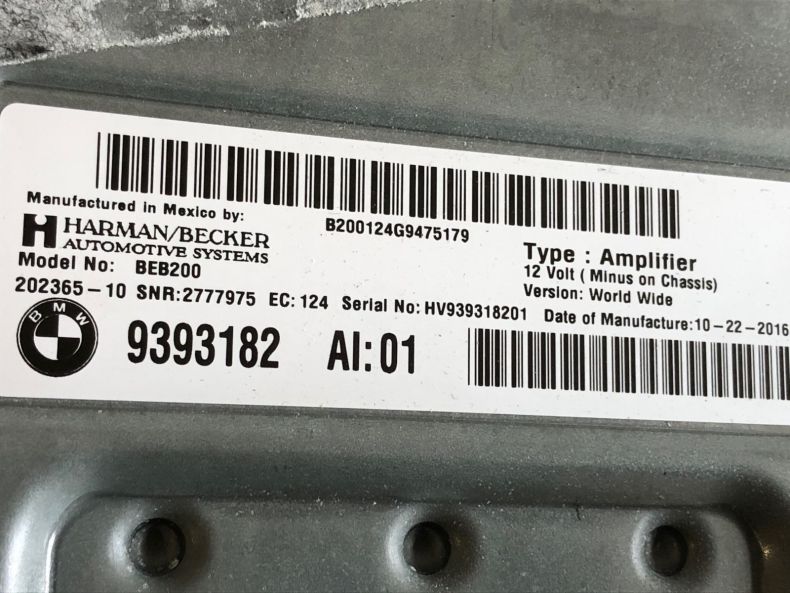 Manufactured in Mexico by:
B200124G9475179
HARMAN/BECKER
AUTOMOTIVE SYSTEMS
Type : Amplifier
12 Volt ( Minus on Chassis)
Version: World Wide
Model No: BEB200
202365-10 SNR:2777975 EC: 124 Serial No: HV939318201 Date of Manufacture:10-22-2016
BMW
9393182 AI:01